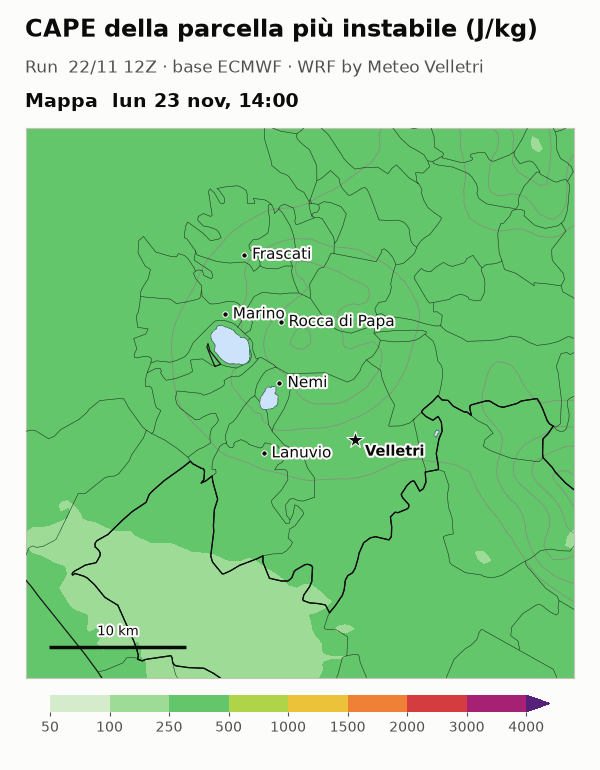 CAPE della parcella più instabile (J/kg)
Run  22/11 12Z · base ECMWF · WRF by Meteo Velletri
Mappa  lun 23 nov, 14:00
Frascati
Marino
Rocca di Papa
Nemi
Velletri
Lanuvio
10 km
50 100 250 500 1000 1500 2000 3000 4000